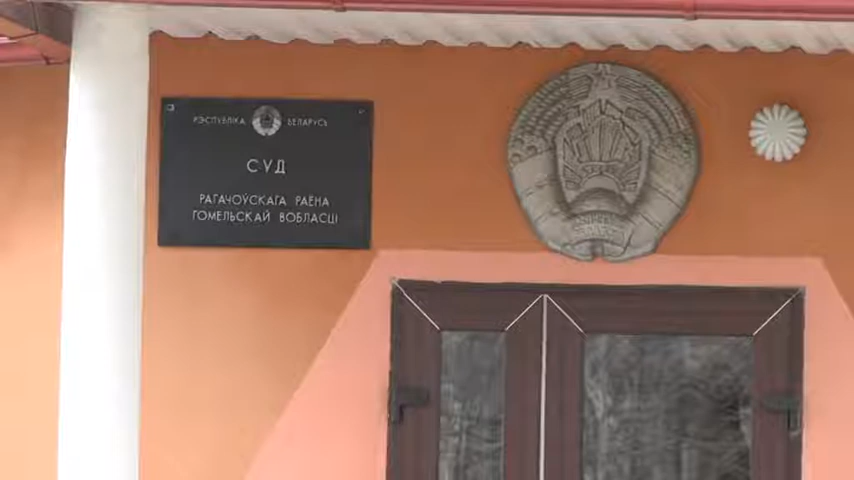 РЭСПУБЛІКА БЕЛАРУСЬ
СУД
РАГАЧОЎСКАГА РАЁНА
ГОМЕЛЬСКАЙ ВОБЛАСЦІ